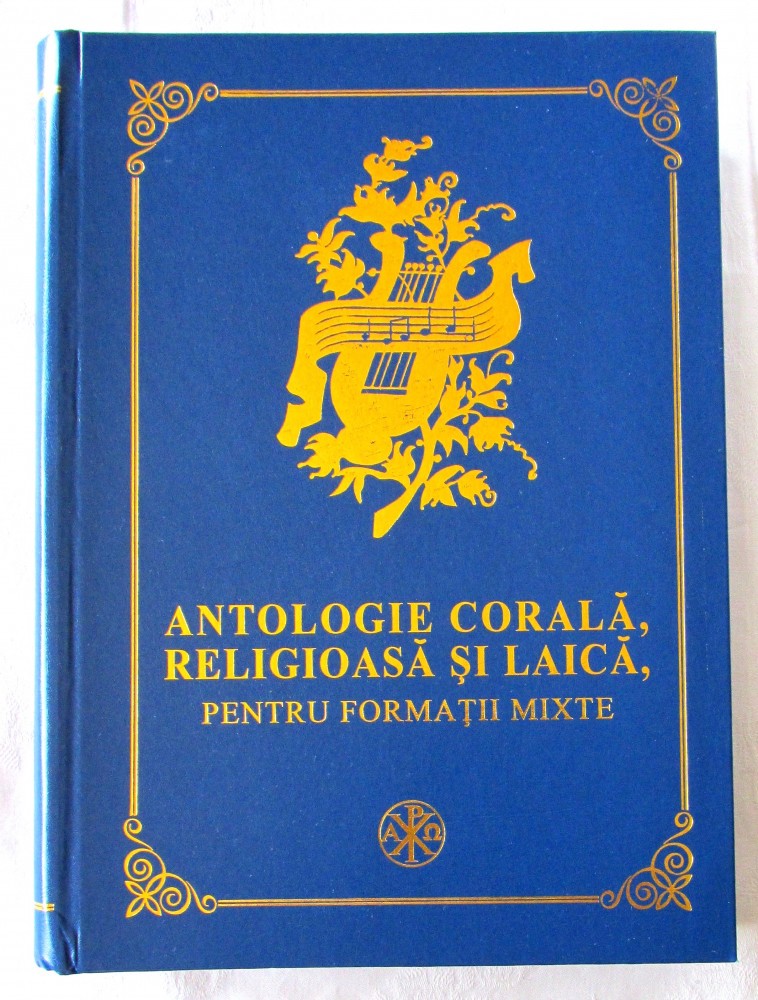 ANTOLOGIE CORALĂ,
RELIGIOASĂ ŞI LAICĂ,
PENTRU FORMAŢII MIXTE
Α Ρ Ω